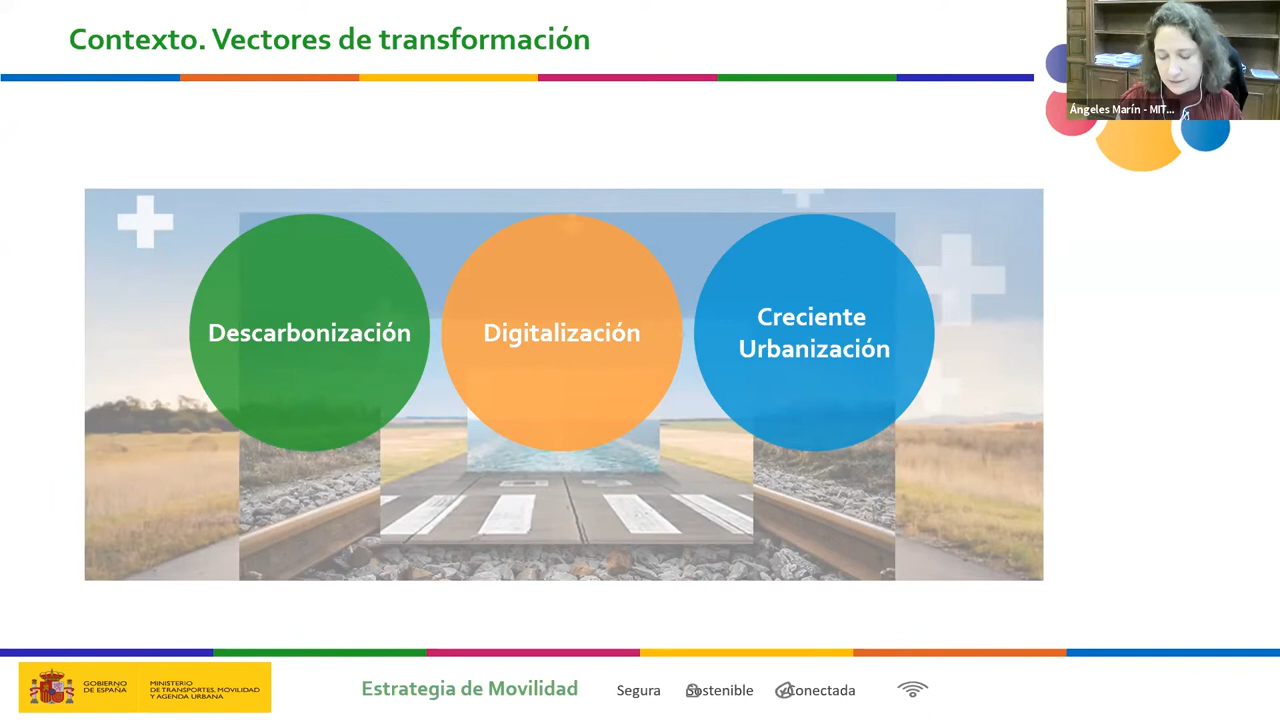 Contexto. Vectores de transformación
Ángeles Marín - MIT...
Descarbonización
Digitalización
Creciente
Urbanización
GOBIERNO
DE ESPAÑA
MINISTERIO
DE TRANSPORTES, MOVILIDAD
Y AGENDA URBANA
Estrategia de Movilidad
Segura
Sostenible
Conectada